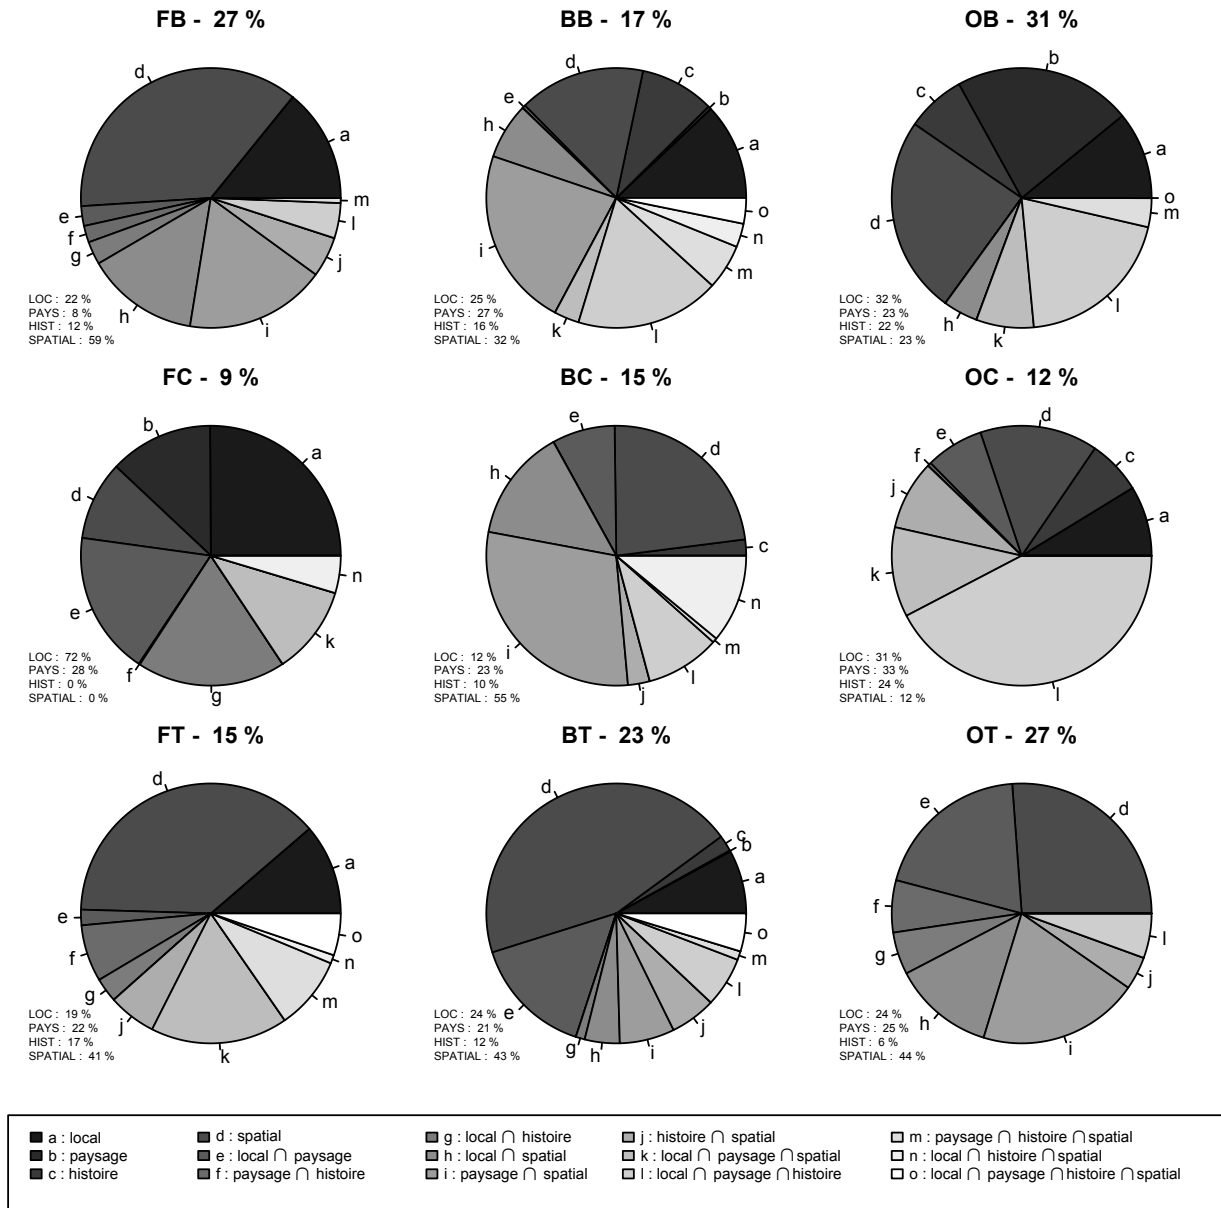 FB - 27 %
BB - 17 %
OB - 31 %
d
a
e
f
g
h
i
j
l
m
LOC : 22 %
PAYS : 8 %
HIST : 12 %
SPATIAL : 59 %
d
c
b
a
e
h
i
k
l
m
n
o
LOC : 25 %
PAYS : 27 %
HIST : 16 %
SPATIAL : 32 %
b
c
a
d
h
k
l
m
o
LOC : 32 %
PAYS : 23 %
HIST : 22 %
SPATIAL : 23 %
FC - 9 %
BC - 15 %
OC - 12 %
b
a
d
e
f
g
k
n
LOC : 72 %
PAYS : 28 %
HIST : 0 %
SPATIAL : 0 %
e
d
h
c
i
j
l
m
n
LOC : 12 %
PAYS : 23 %
HIST : 10 %
SPATIAL : 55 %
d
e
c
f
j
a
k
l
LOC : 31 %
PAYS : 33 %
HIST : 24 %
SPATIAL : 12 %
FT - 15 %
BT - 23 %
OT - 27 %
d
a
e
f
g
j
k
m
n
o
LOC : 19 %
PAYS : 22 %
HIST : 17 %
SPATIAL : 41 %
d
c
b
a
e
g
h
i
j
l
m
o
LOC : 24 %
PAYS : 21 %
HIST : 12 %
SPATIAL : 43 %
e
d
f
g
h
i
j
l
LOC : 24 %
PAYS : 25 %
HIST : 6 %
SPATIAL : 44 %
a : local
b : paysage
c : histoire
d : spatial
e : local ∩ paysage
f : paysage ∩ histoire
g : local ∩ histoire
h : local ∩ spatial
i : paysage ∩ spatial
j : histoire ∩ spatial
k : local ∩ paysage ∩ spatial
l : local ∩ paysage ∩ histoire
m : paysage ∩ histoire ∩ spatial
n : local ∩ histoire ∩ spatial
o : local ∩ paysage ∩ histoire ∩ spatial